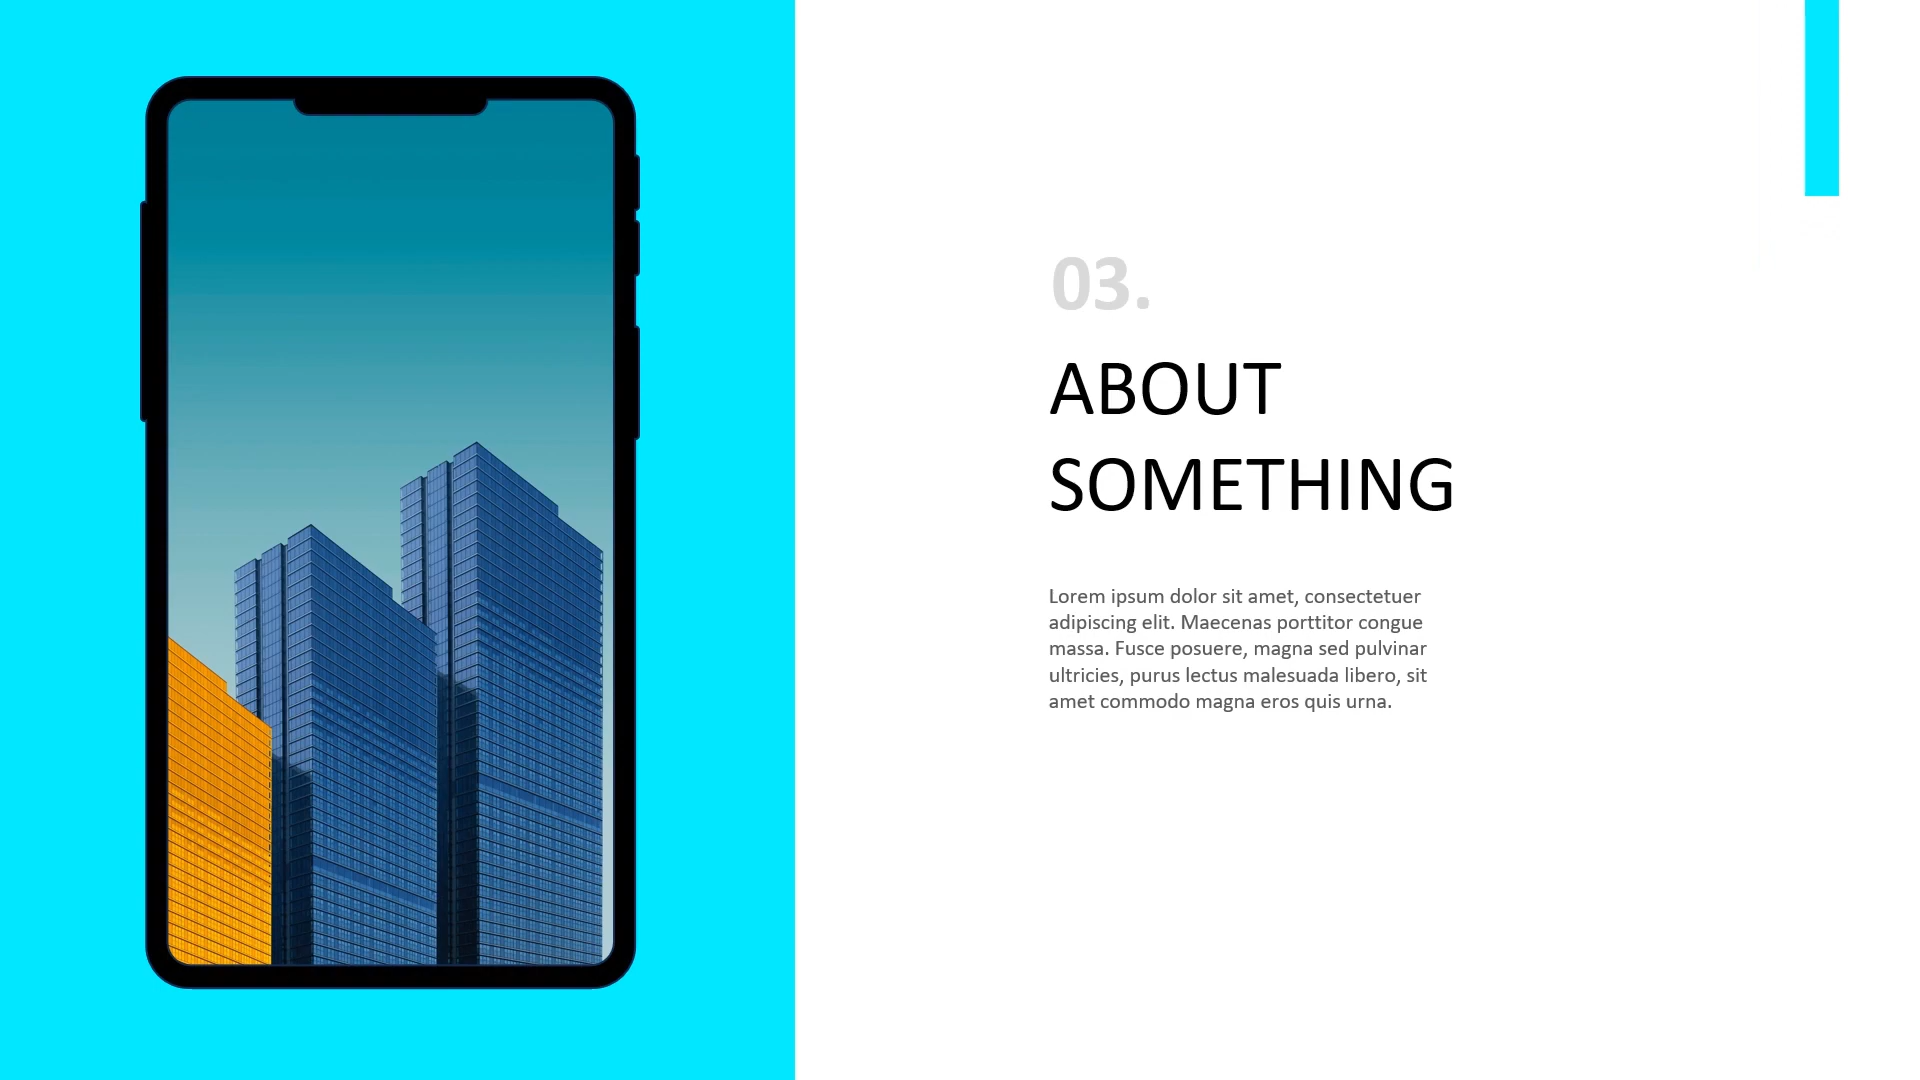 03.
ABOUT
SOMETHING
Lorem ipsum dolor sit amet, consectetuer
adipiscing elit. Maecenas porttitor congue
massa. Fusce posuere, magna sed pulvinar
ultricies, purus lectus malesuada libero, sit
amet commodo magna eros quis urna.